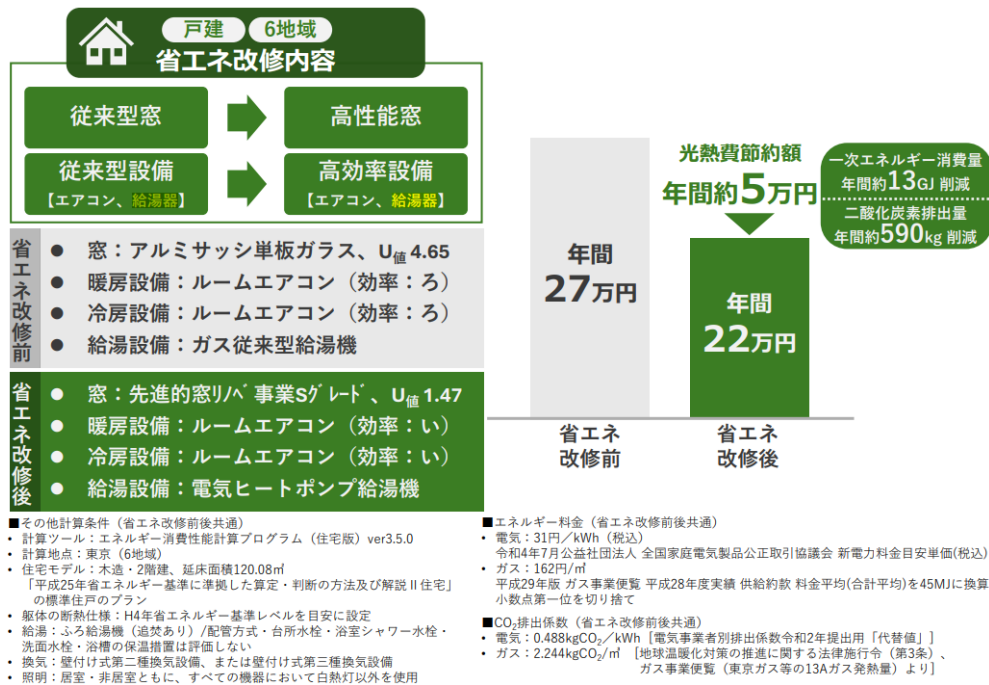 戸建 6地域
省エネ改修内容
従来型窓 高性能窓
従来型設備 高効率設備
【エアコン、給湯器】 【エアコン、給湯器】
省エネ改修前
● 窓：アルミサッシ単板ガラス、U値 4.65
● 暖房設備：ルームエアコン（効率：ろ）
● 冷房設備：ルームエアコン（効率：ろ）
● 給湯設備：ガス従来型給湯機
省エネ改修後
● 窓：先進的窓ﾘﾉﾍﾞ事業Sｸﾞﾚｰﾄﾞ、U値 1.47
● 暖房設備：ルームエアコン（効率：い）
● 冷房設備：ルームエアコン（効率：い）
● 給湯設備：電気ヒートポンプ給湯機
光熱費節約額
年間約5万円
一次エネルギー消費量
年間約13GJ 削減
二酸化炭素排出量
年間約590kg 削減
年間
27万円
年間
22万円
省エネ
改修前
省エネ
改修後
■その他計算条件（省エネ改修前後共通）
• 計算ツール：エネルギー消費性能計算プログラム（住宅版）ver3.5.0
• 計算地点：東京（6地域）
• 住宅モデル：木造・2階建、延床面積120.08㎡
「平成25年省エネルギー基準に準拠した算定・判断の方法及び解説Ⅱ住宅」
の標準住戸のプラン
• 躯体の断熱仕様：H4年省エネルギー基準レベルを目安に設定
• 給湯：ふろ給湯機（追焚あり）/配管方式・台所水栓・浴室シャワー水栓・
洗面水栓・浴槽の保温措置は評価しない
• 換気：壁付け式第二種換気設備、または壁付け式第三種換気設備
• 照明：居室・非居室ともに、すべての機器において白熱灯以外を使用
■エネルギー料金（省エネ改修前後共通）
• 電気：31円／kWh（税込）
令和4年7月公益社団法人 全国家庭電気製品公正取引協議会 新電力料金目安単価(税込)
• ガス：162円/㎥
平成29年版 ガス事業便覧 平成28年度実績 供給約款 料金平均(合計平均)を45MJに換算
小数点第一位を切り捨て
■CO₂排出係数（省エネ改修前後共通）
• 電気：0.488kgCO₂／kWh［電気事業者別排出係数令和2年提出用「代替値」］
• ガス：2.244kgCO₂/㎥ ［地球温暖化対策の推進に関する法律施行令（第3条）、
ガス事業便覧（東京ガス等の13Aガス発熱量）より］